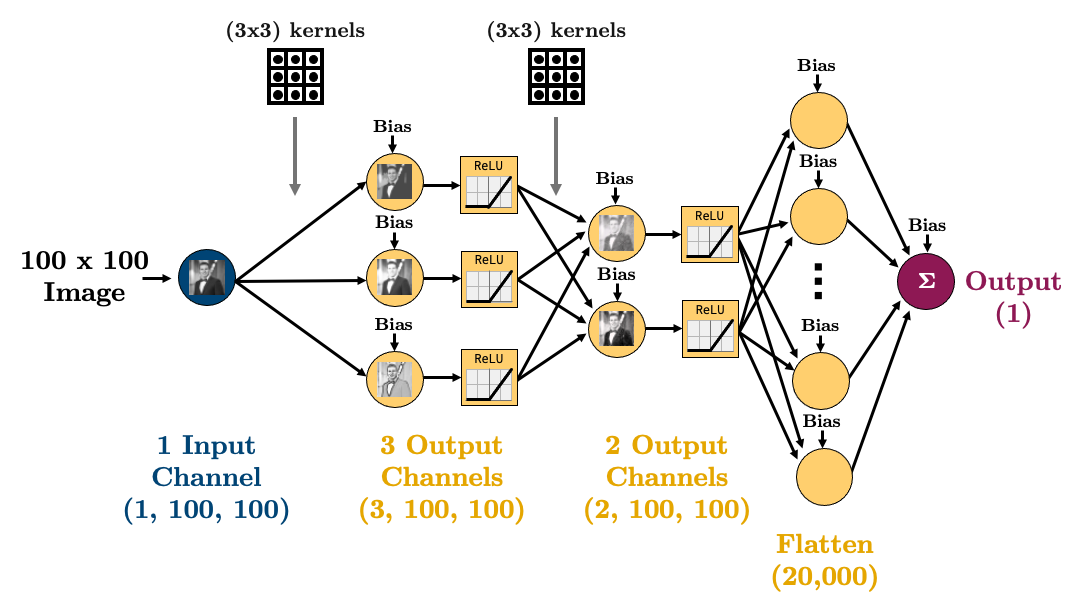 (3x3) kernels
(3x3) kernels
Bias
Bias
Bias
Bias
ReLU
ReLU
ReLU
Bias
Bias
ReLU
ReLU
Bias
Bias
Bias
Bias
Bias
Σ
100 x 100
Image
Output
(1)
1 Input
Channel
(1, 100, 100)
3 Output
Channels
(3, 100, 100)
2 Output
Channels
(2, 100, 100)
Flatten
(20,000)